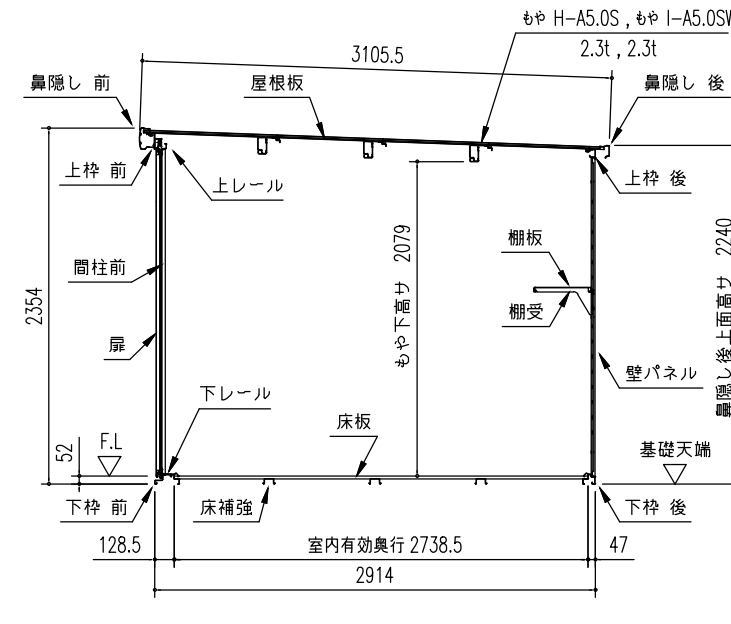 もや H-A5.0S , もや I-A5.0SW
2.3t , 2.3t
3105.5
鼻隠し 前
屋根板
鼻隠し 後
上枠 前
上レール
上枠 後
間柱前
もや下高サ 2079
棚板
棚受
2354
鼻隠し後上面高サ 2240
扉
壁パネル
下レール
床板
F.L
52
基礎天端
下枠 前
床補強
下枠 後
128.5
室内有効奥行 2738.5
47
2914